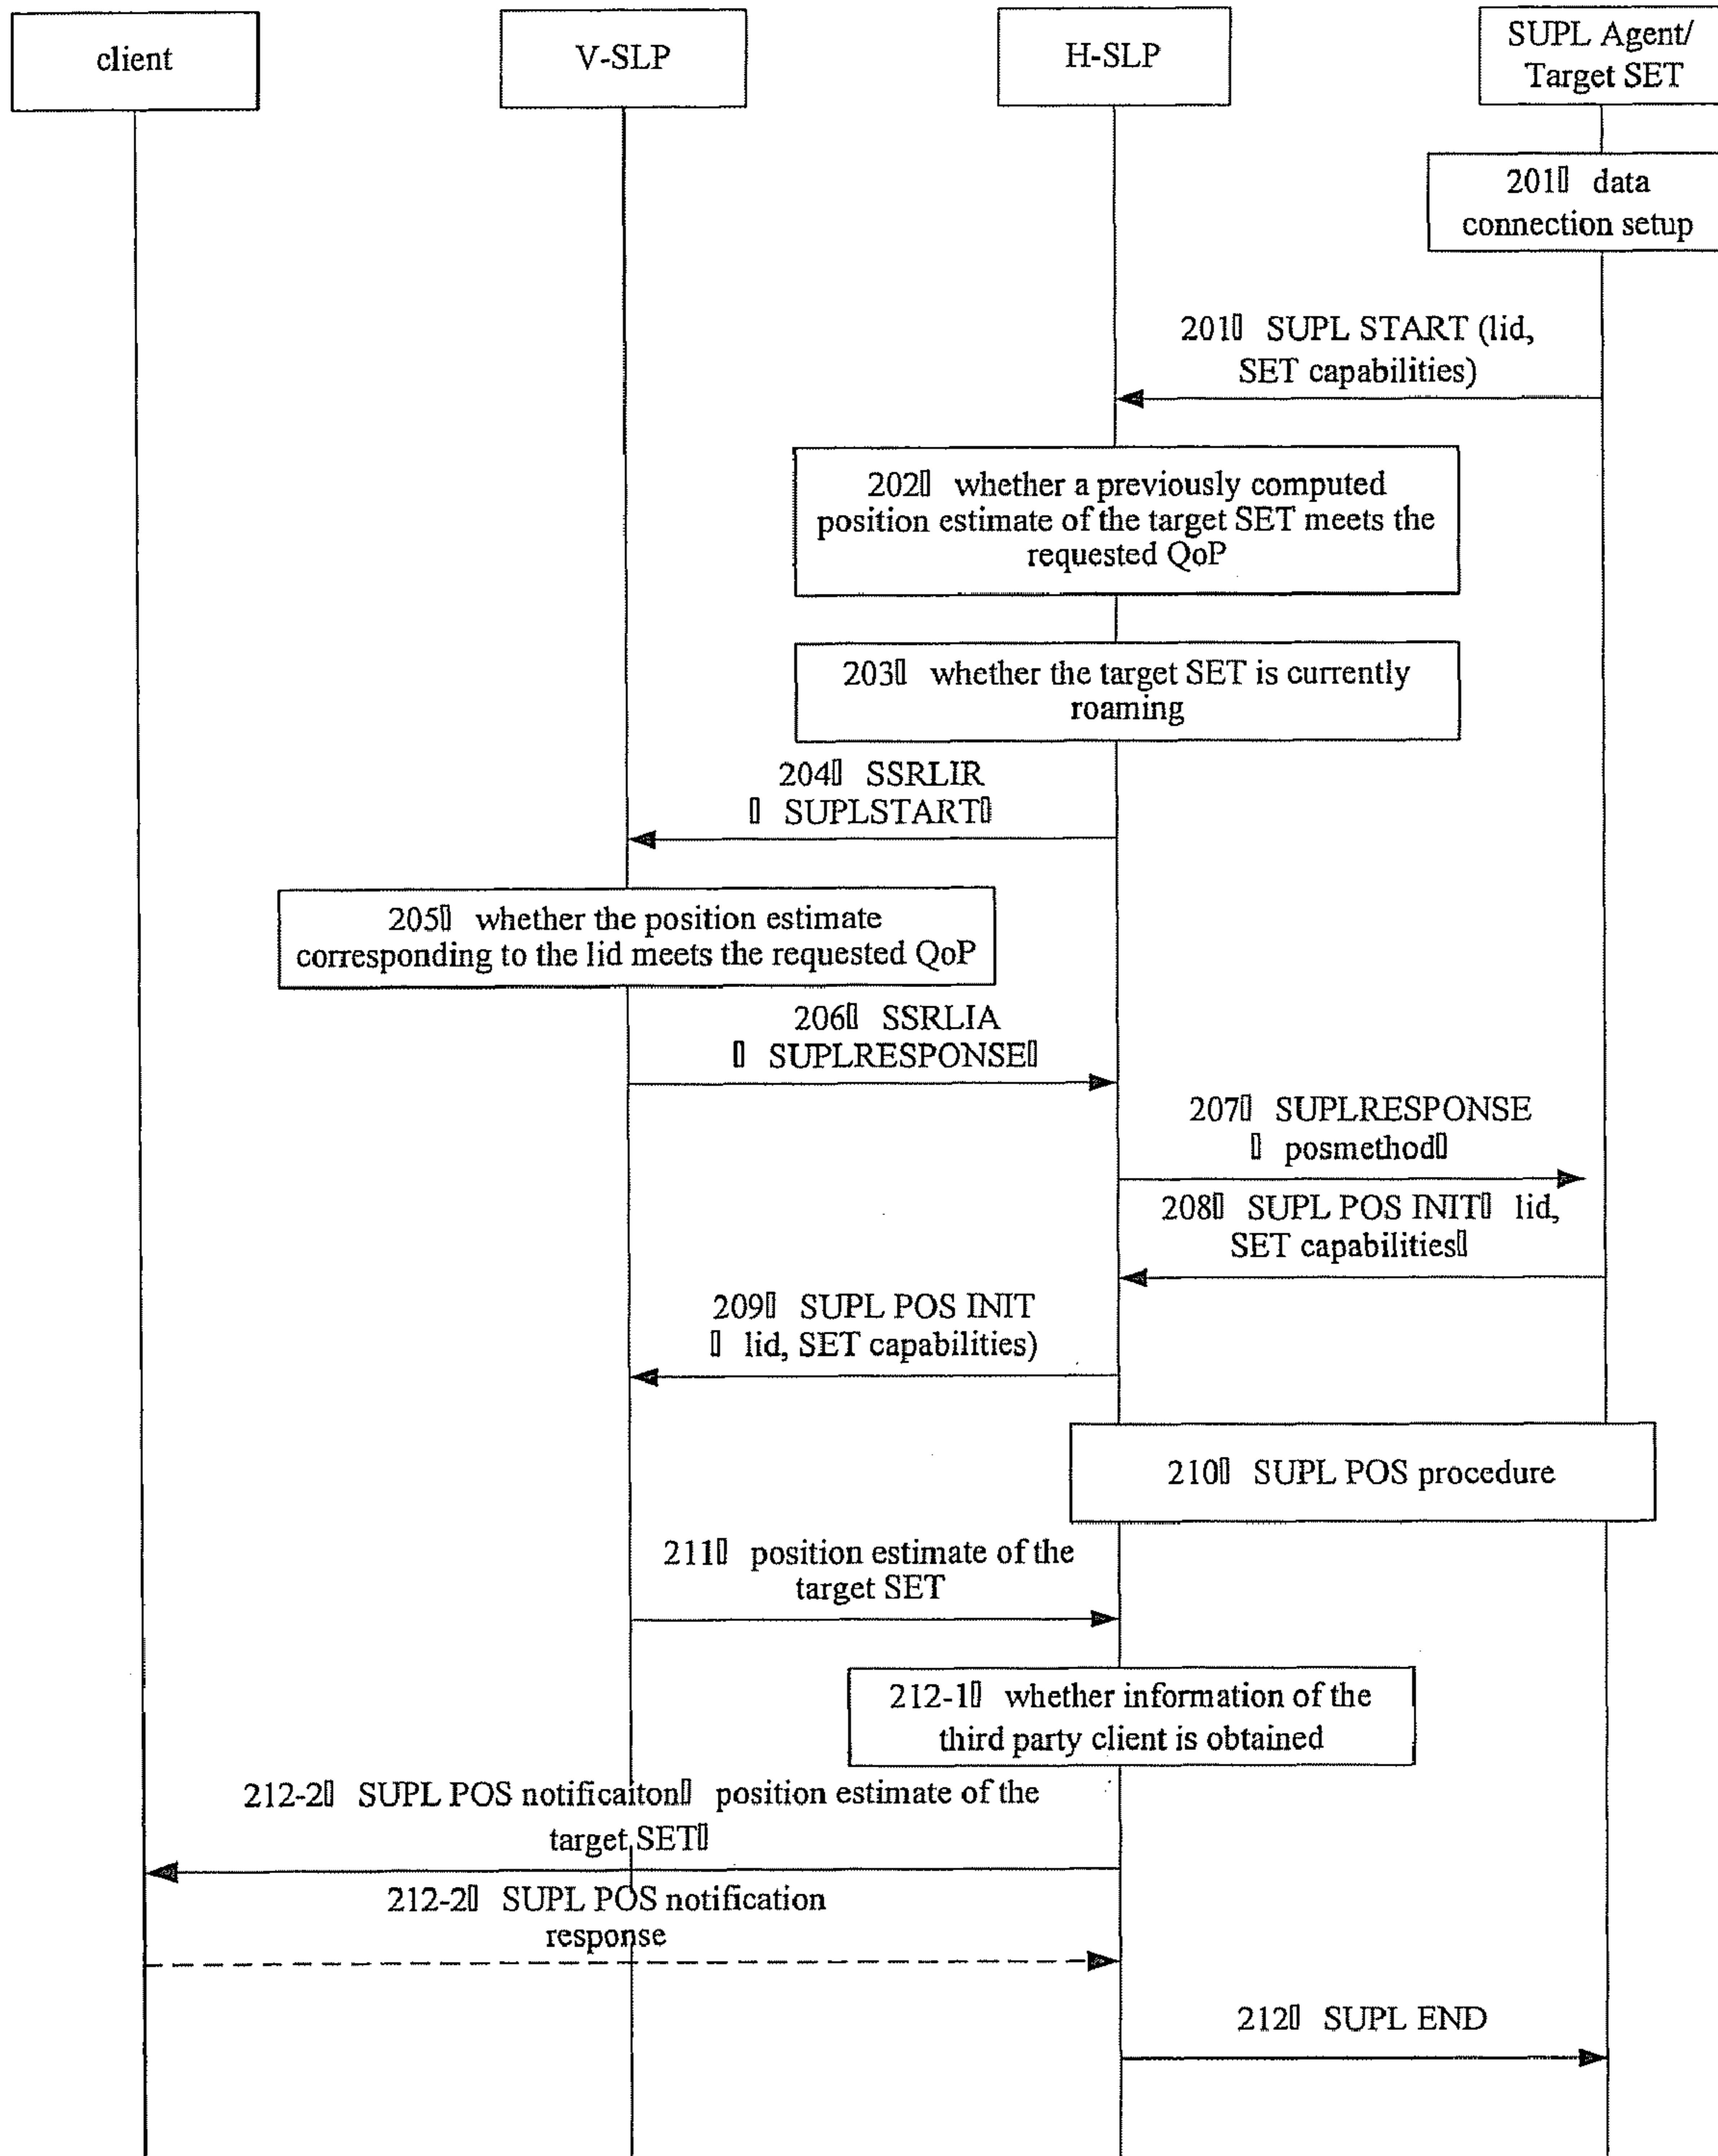 client
V-SLP
H-SLP
SUPL Agent/
Target SET
201▯ data
connection setup
201▯ SUPL START (lid,
SET capabilities)
202▯ whether a previously computed
position estimate of the target SET meets the
requested QoP
203▯ whether the target SET is currently
roaming
204▯ SSRLIR
▯ SUPLSTART▯
205▯ whether the position estimate
corresponding to the lid meets the requested QoP
206▯ SSRLIA
▯ SUPLRESPONSE▯
207▯ SUPLRESPONSE
▯ posmethod▯
208▯ SUPL POS INIT▯ lid,
SET capabilities▯
209▯ SUPL POS INIT
▯ lid, SET capabilities)
210▯ SUPL POS procedure
211▯ position estimate of the
target SET
212-1▯ whether information of the
third party client is obtained
212-2▯ SUPL POS notificaiton▯ position estimate of the
target SET▯
212-2▯ SUPL POS notification
response
212▯ SUPL END